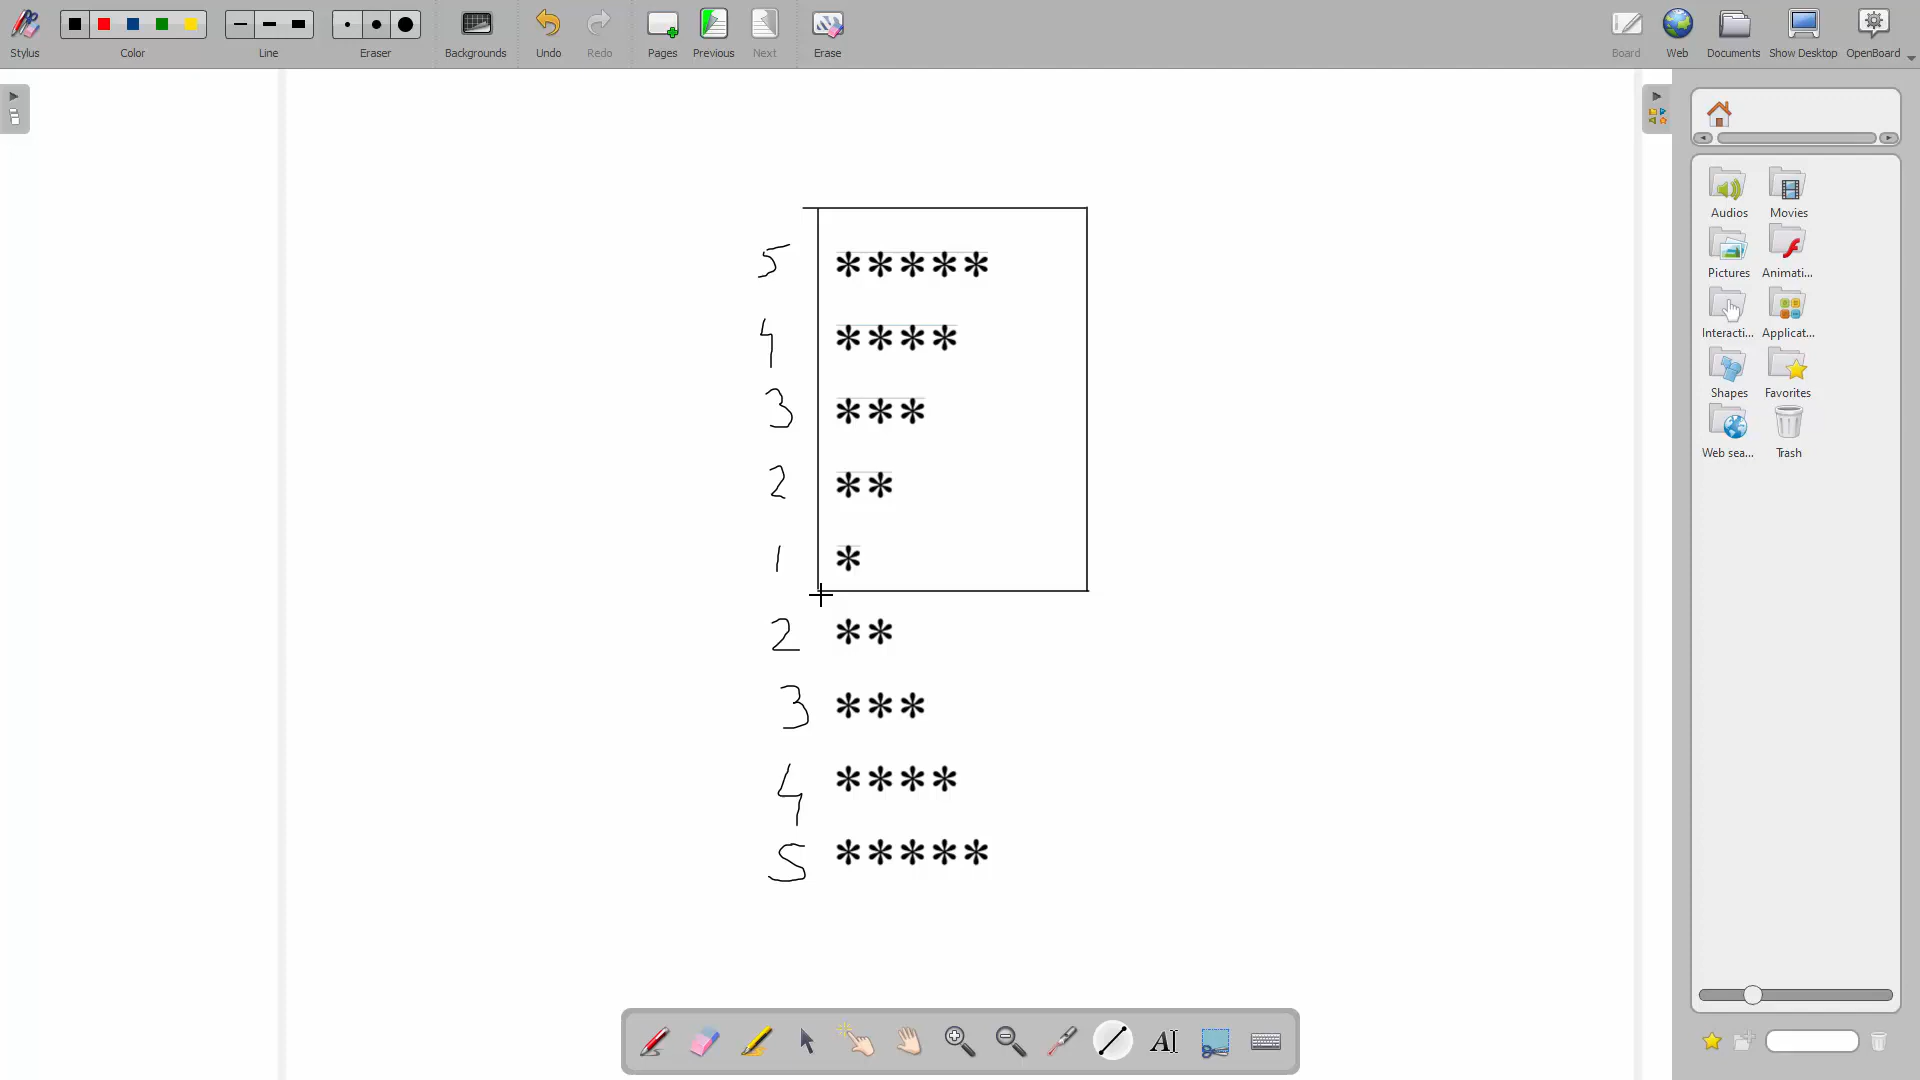 Stylus Color Line Eraser Backgrounds Undo Redo Pages Previous Next Erase Board Web Documents Show Desktop OpenBoard
5 *****
4 ****
3 ***
2 **
1 *
2 **
3 ***
4 ****
5 *****
Audios Movies
Pictures Animati...
Interacti... Applicat...
Shapes Favorites
Web sea... Trash